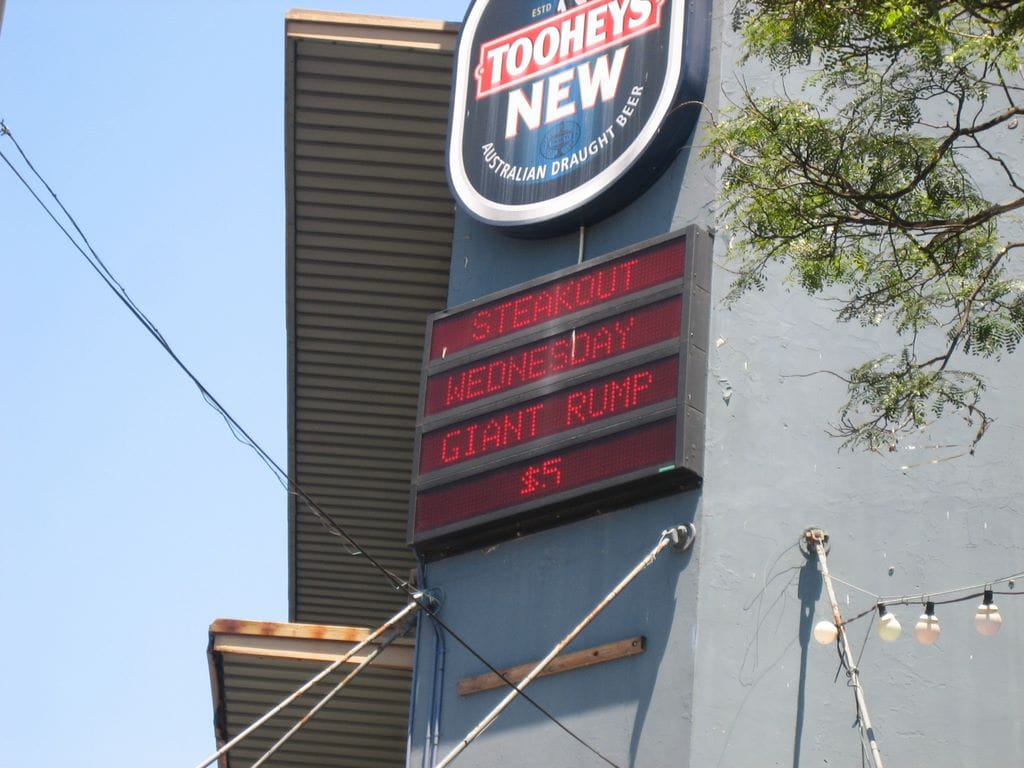 ESTD
TOOHEYS
NEW
AUSTRALIAN DRAUGHT BEER
STEAKOUT
WEDNESDAY
GIANT RUMP
$5